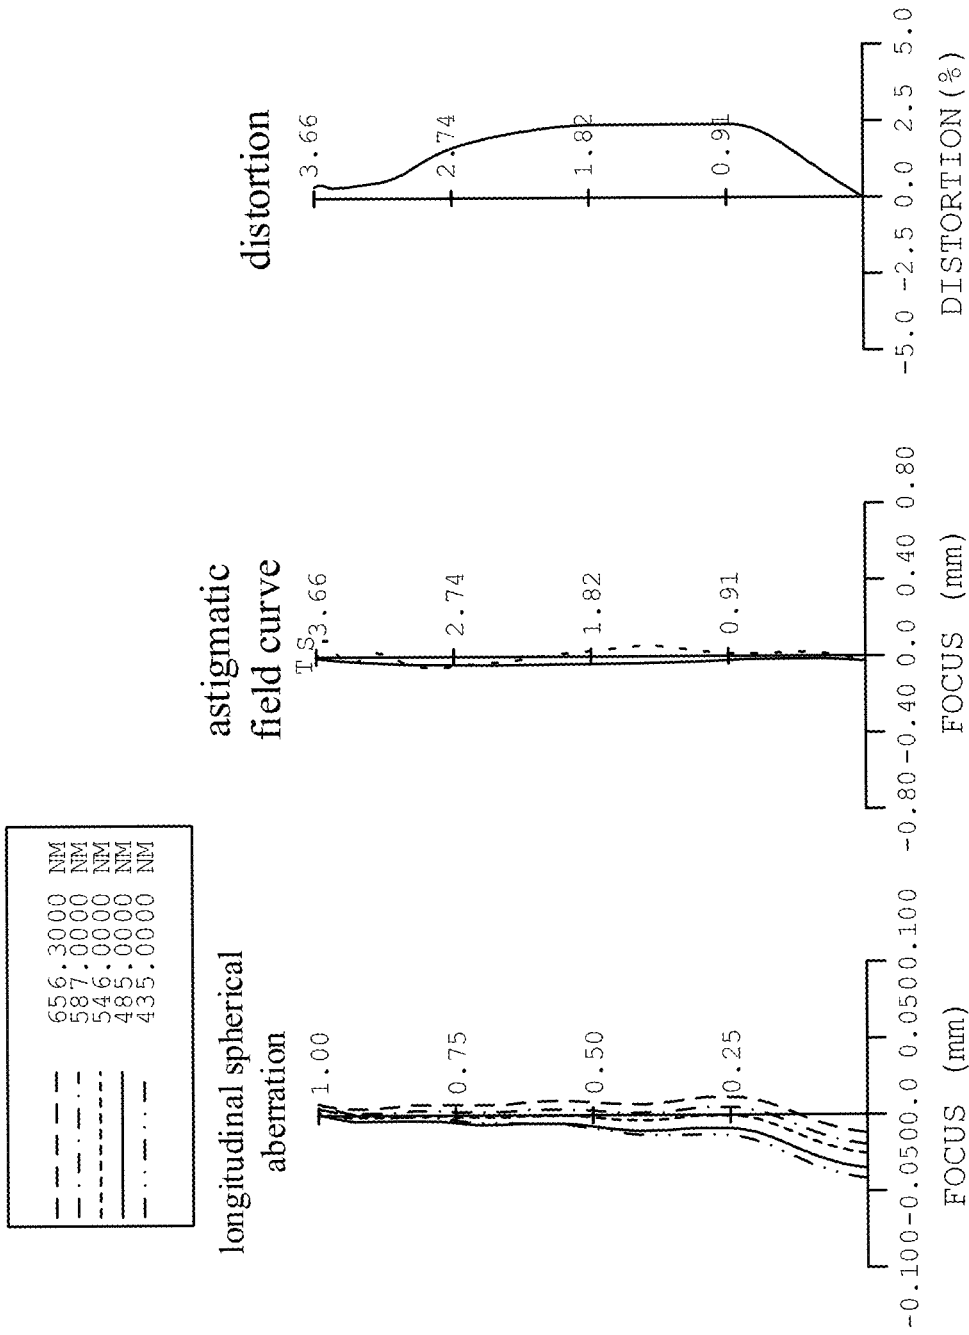 656.3000 NM
587.0000 NM
546.0000 NM
485.0000 NM
435.0000 NM
longitudinal spherical
aberration
1.00
0.75
0.50
0.25
-0.100 -0.050 0.0 0.050 0.100
FOCUS (mm)
astigmatic
field curve
T S
3.66
2.74
1.82
0.91
-0.80 -0.40 0.0 0.40 0.80
FOCUS (mm)
distortion
3.66
2.74
1.82
0.91
-5.0 -2.5 0.0 2.5 5.0
DISTORTION(%)